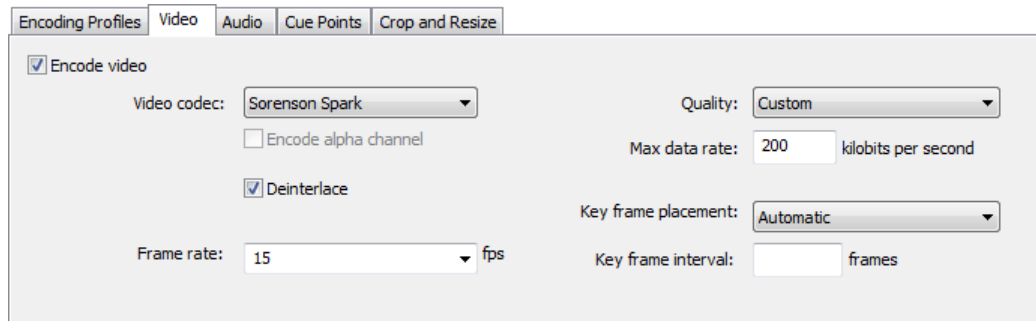 Encoding Profiles Video Audio Cue Points Crop and Resize
Encode video
Video codec: Sorenson Spark Quality: Custom
Encode alpha channel Max data rate: 200 kilobits per second
Deinterlace
Key frame placement: Automatic
Frame rate: 15 fps Key frame interval: frames